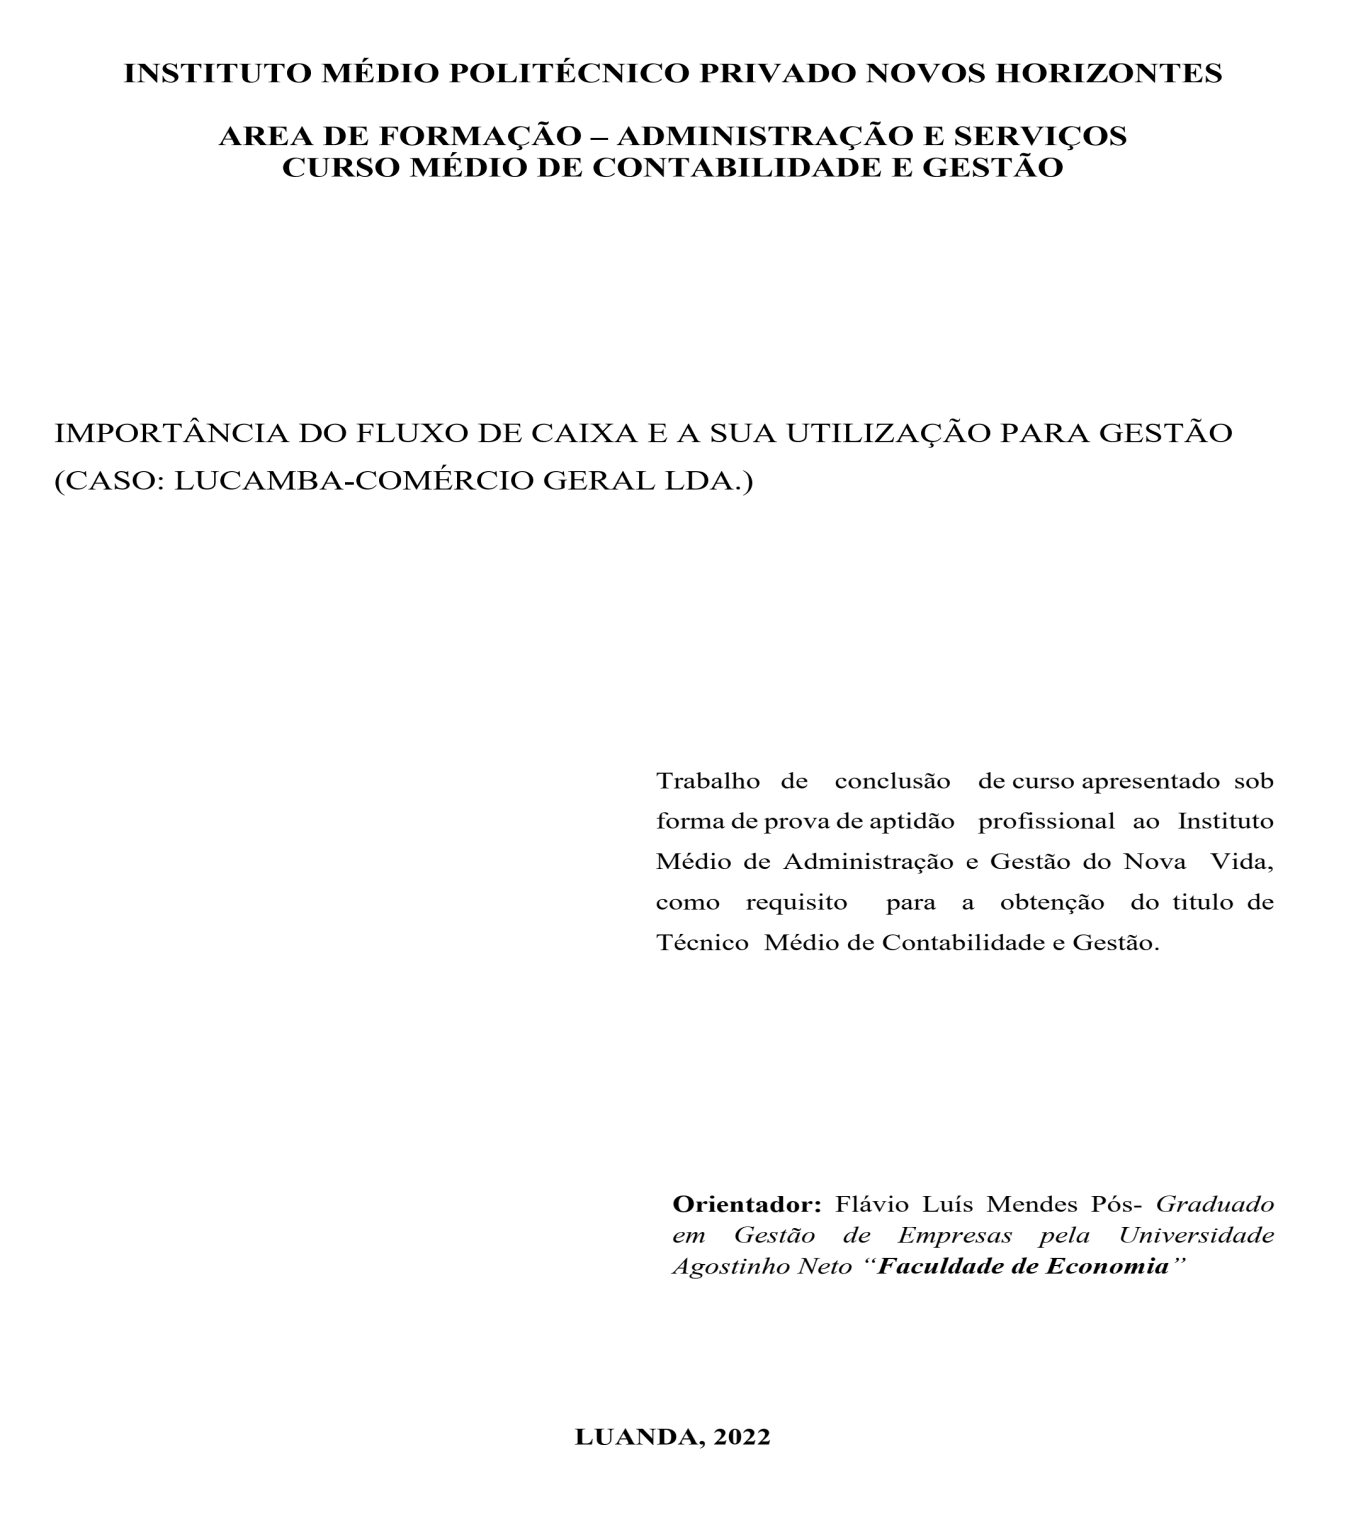 INSTITUTO MÉDIO POLITÉCNICO PRIVADO NOVOS HORIZONTES
AREA DE FORMAÇÃO – ADMINISTRAÇÃO E SERVIÇOS
CURSO MÉDIO DE CONTABILIDADE E GESTÃO
IMPORTÂNCIA DO FLUXO DE CAIXA E A SUA UTILIZAÇÃO PARA GESTÃO
(CASO: LUCAMBA-COMÉRCIO GERAL LDA.)
Trabalho de conclusão de curso apresentado sob
forma de prova de aptidão profissional ao Instituto
Médio de Administração e Gestão do Nova Vida,
como requisito para a obtenção do titulo de
Técnico Médio de Contabilidade e Gestão.
Orientador: Flávio Luís Mendes Pós- Graduado
em Gestão de Empresas pela Universidade
Agostinho Neto “Faculdade de Economia”
LUANDA, 2022